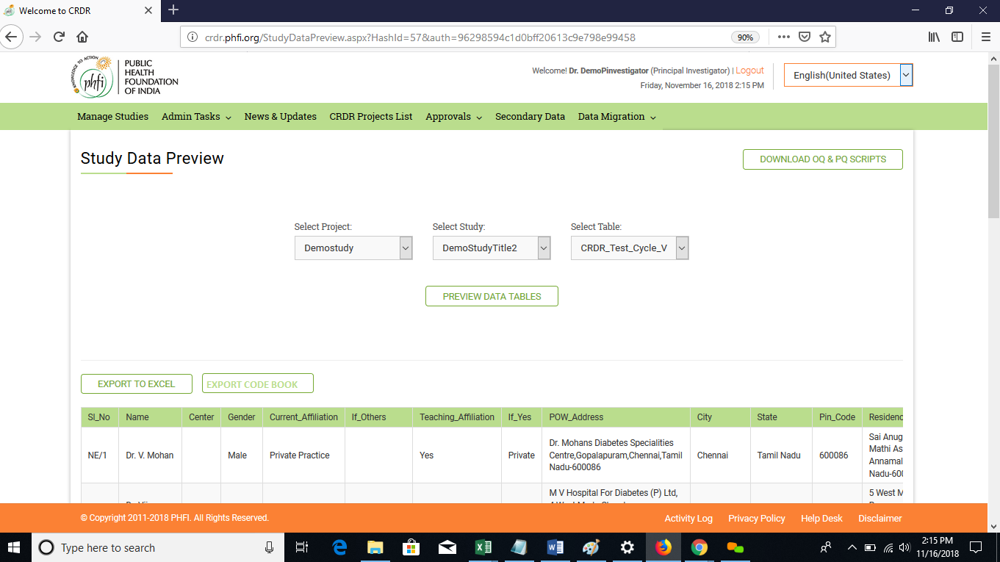 Welcome to CRDR
crdr.phfi.org/StudyDataPreview.aspx?HashId=57&auth=96298594c1d0bff20613c9e798e99458
90%
KNOWLEDGE TO ACTION
phfi
PUBLIC
HEALTH
FOUNDATION
OF INDIA
Welcome! Dr. DemoPinvestigator (Principal Investigator) | Logout
Friday, November 16, 2018 2:15 PM
English(United States)
Manage Studies Admin Tasks News & Updates CRDR Projects List Approvals Secondary Data Data Migration
Study Data Preview
DOWNLOAD OQ & PQ SCRIPTS
Select Project: Select Study: Select Table:
Demostudy DemoStudyTitle2 CRDR_Test_Cycle_V
PREVIEW DATA TABLES
EXPORT TO EXCEL EXPORT CODE BOOK
Sl_No Name Center Gender Current_Affiliation If_Others Teaching_Affiliation If_Yes POW_Address City State Pin_Code Residenc
NE/1 Dr. V. Mohan Male Private Practice Yes Private
Dr. Mohans Diabetes Specialities
Centre,Gopalapuram,Chennai,Tamil
Nadu-600086
Chennai Tamil Nadu 600086
Sai Anug
Mathi As
Annamal
Nadu-600
M V Hospital For Diabetes (P) Ltd,
5 West M
© Copyright 2011-2018 PHFI. All Rights Reserved.
Activity Log Privacy Policy Help Desk Disclaimer
Type here to search
2:15 PM
11/16/2018